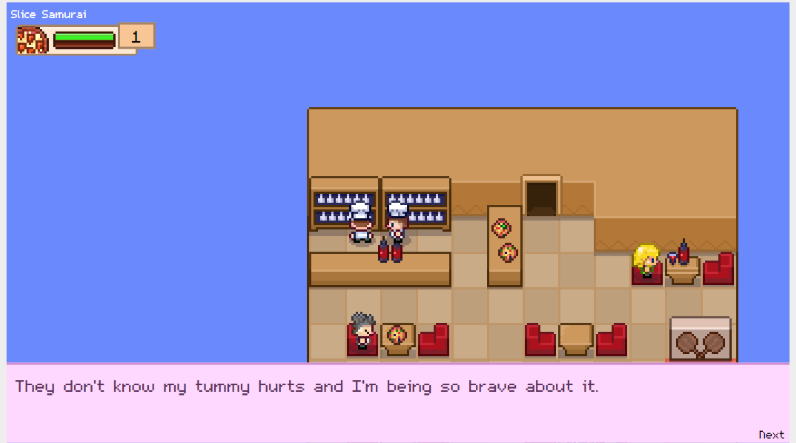 Slice Samurai
1
They don't know my tummy hurts and I'm being so brave about it.
Next